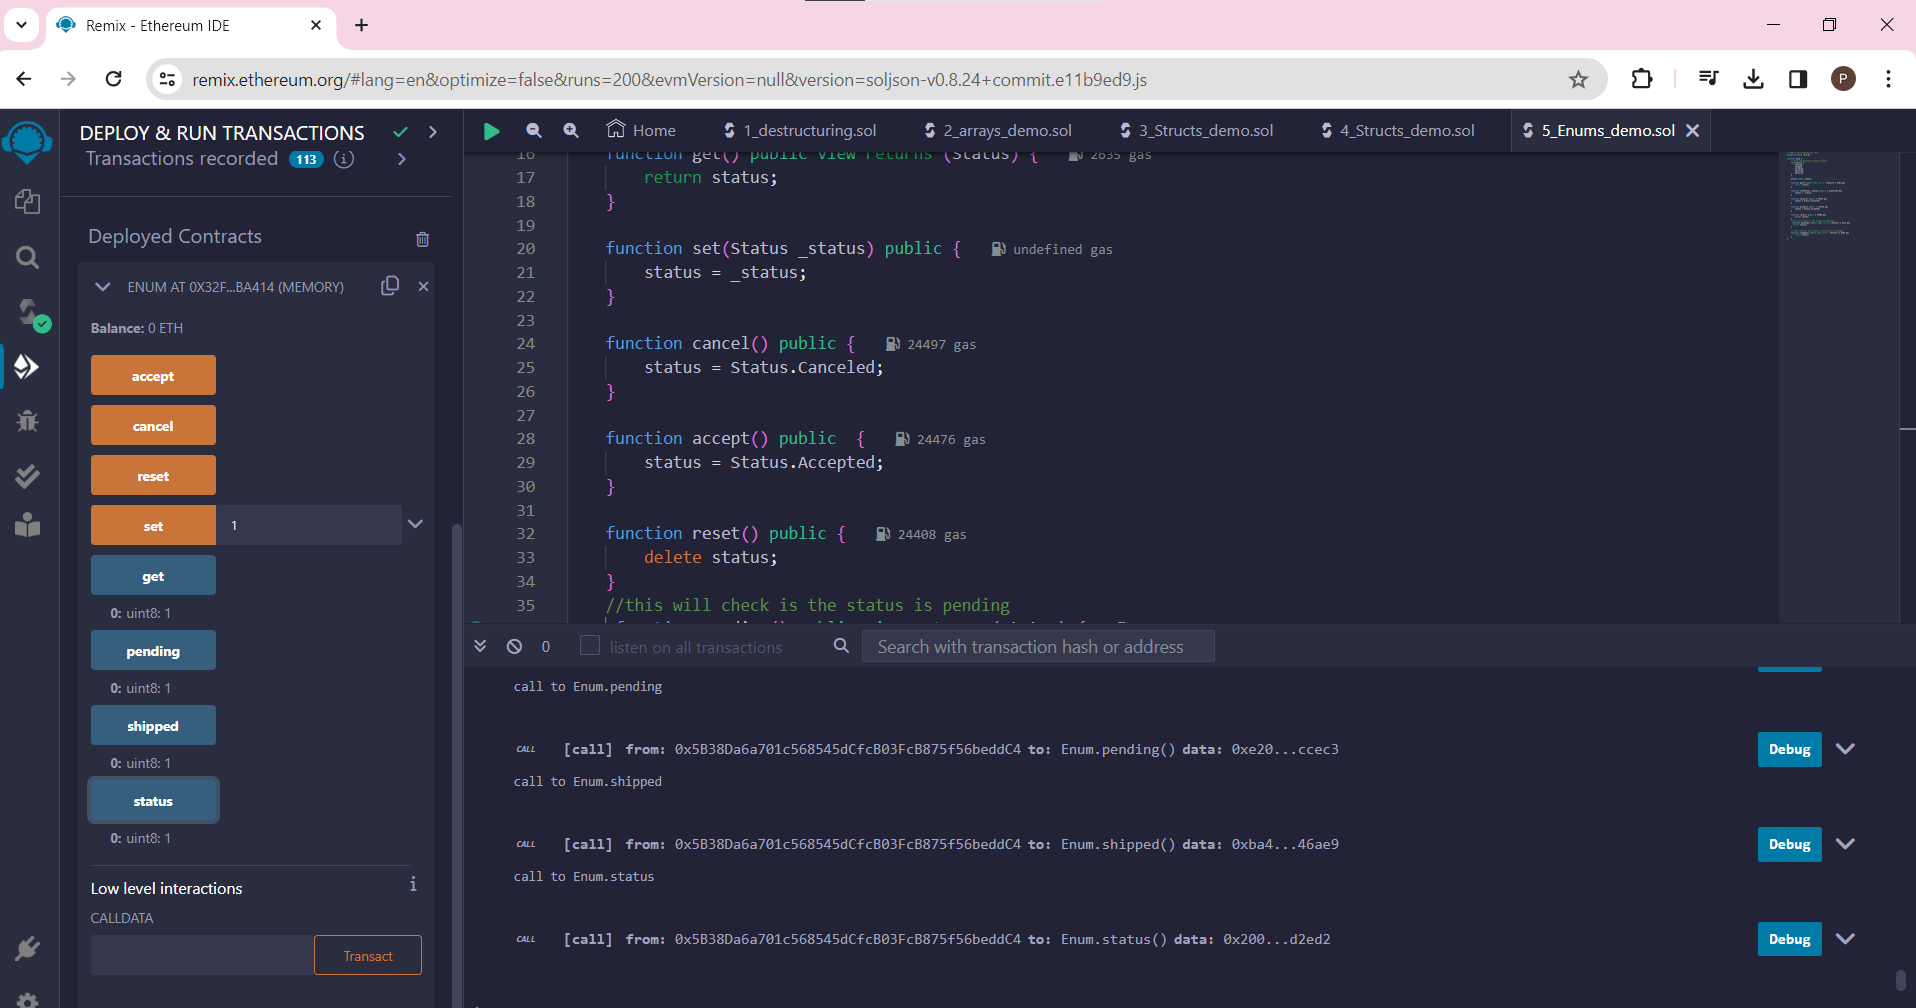 Remix - Ethereum IDE
remix.ethereum.org/#lang=en&optimize=false&runs=200&evmVersion=null&version=soljson-v0.8.24+commit.e11b9ed9.js
P
DEPLOY & RUN TRANSACTIONS
Transactions recorded 113 i
Deployed Contracts
ENUM AT 0X32F...BA414 (MEMORY)
Balance: 0 ETH
accept
cancel
reset
set 1
get
0: uint8: 1
pending
0: uint8: 1
shipped
0: uint8: 1
status
0: uint8: 1
Low level interactions i
CALLDATA
Transact
Home 1_destructuring.sol 2_arrays_demo.sol 3_Structs_demo.sol 4_Structs_demo.sol 5_Enums_demo.sol
16 function get() public view returns (Status) { 2635 gas
17 return status;
18 }
19
20 function set(Status _status) public { undefined gas
21 status = _status;
22 }
23
24 function cancel() public { 24497 gas
25 status = Status.Canceled;
26 }
27
28 function accept() public { 24476 gas
29 status = Status.Accepted;
30 }
31
32 function reset() public { 24408 gas
33 delete status;
34 }
35 //this will check is the status is pending
0 listen on all transactions Search with transaction hash or address
call to Enum.pending
CALL [call] from: 0x5B38Da6a701c568545dCfcB03FcB875f56beddC4 to: Enum.pending() data: 0xe20...ccec3 Debug
call to Enum.shipped
CALL [call] from: 0x5B38Da6a701c568545dCfcB03FcB875f56beddC4 to: Enum.shipped() data: 0xba4...46ae9 Debug
call to Enum.status
CALL [call] from: 0x5B38Da6a701c568545dCfcB03FcB875f56beddC4 to: Enum.status() data: 0x200...d2ed2 Debug